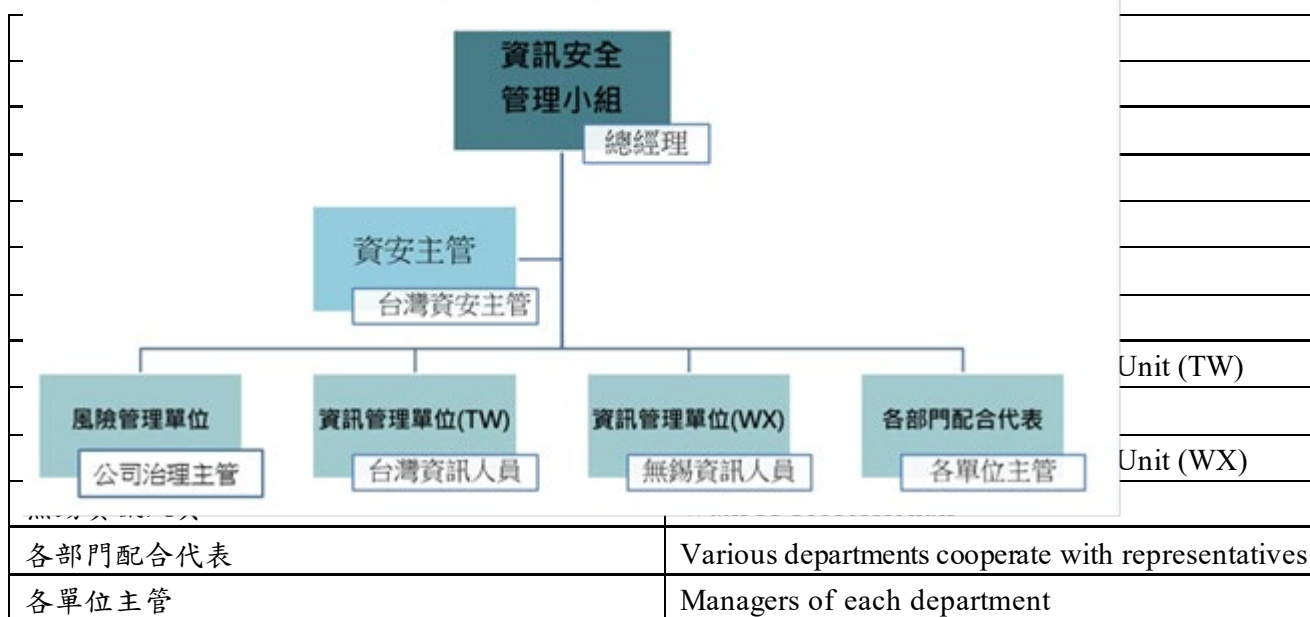 資訊安全
管理小組
總經理
資安主管
台灣資安主管
風險管理單位
公司治理主管
資訊管理單位(TW)
台灣資訊人員
資訊管理單位(WX)
無錫資訊人員
各部門配合代表
各單位主管
Unit (TW)
Unit (WX)
各部門配合代表 Various departments cooperate with representatives
各單位主管 Managers of each department